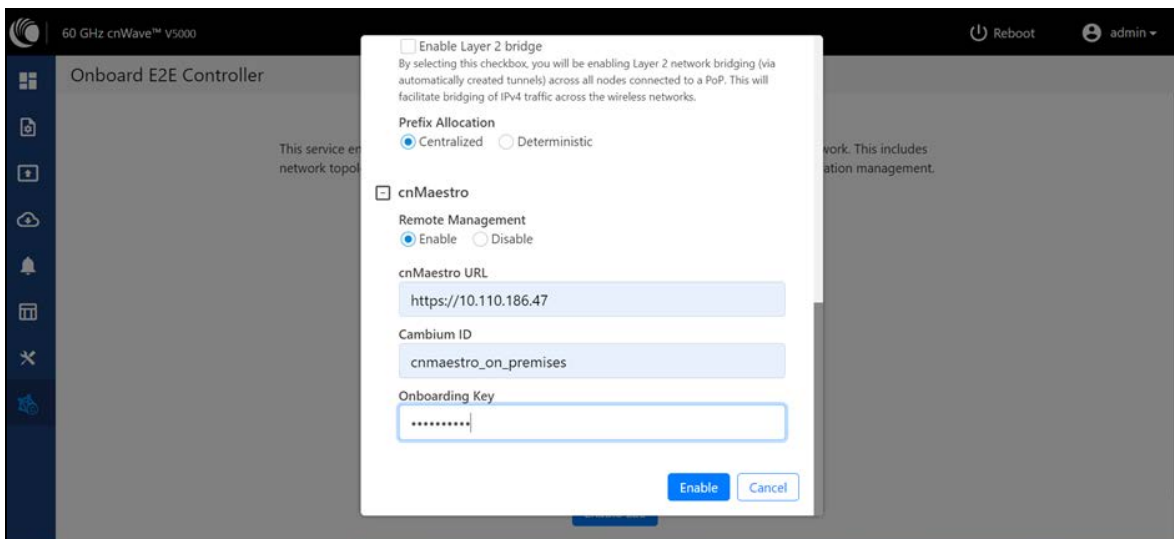 60 GHz cnWave™ V5000
Reboot
admin
Onboard E2E Controller
Enable Layer 2 bridge
By selecting this checkbox, you will be enabling Layer 2 network bridging (via
automatically created tunnels) across all nodes connected to a PoP. This will
facilitate bridging of IPv4 traffic across the wireless networks.
Prefix Allocation
Centralized Deterministic
This service en
work. This includes
network topol
ation management.
cnMaestro
Remote Management
Enable Disable
cnMaestro URL
https://10.110.186.47
Cambium ID
cnmaestro_on_premises
Onboarding Key
••••••••••
Enable Cancel